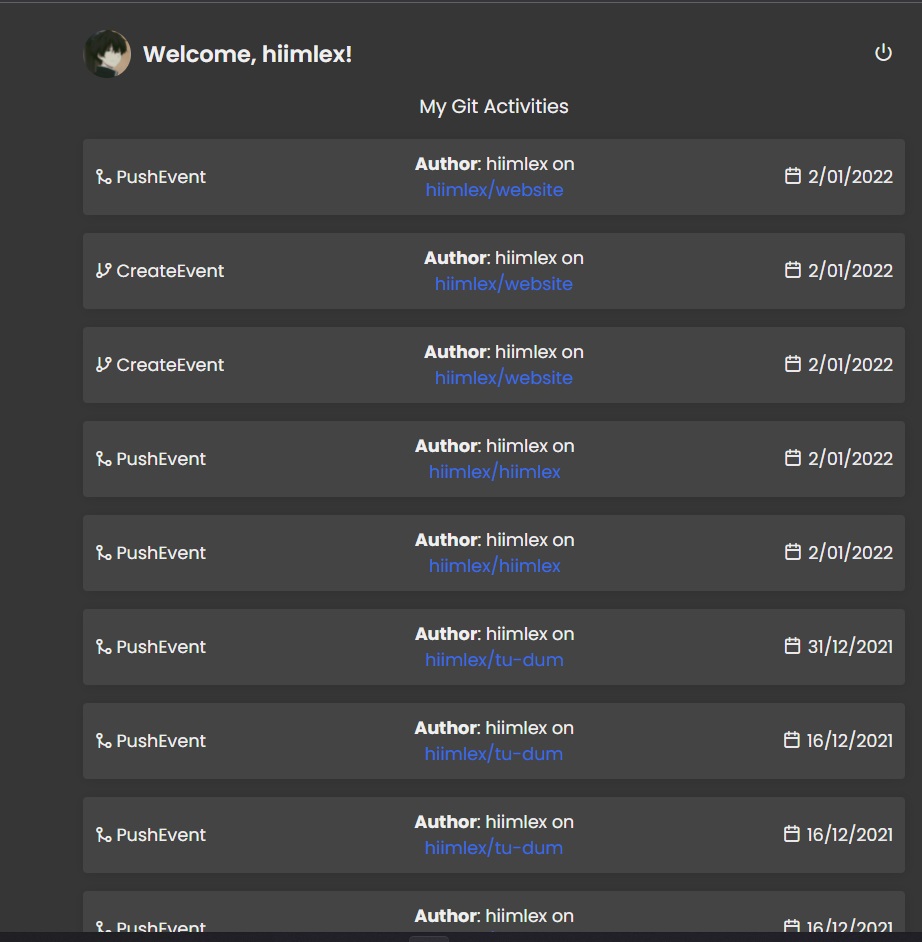 Welcome, hiimlex!
My Git Activities
PushEvent
Author: hiimlex on
hiimlex/website
2/01/2022
CreateEvent
Author: hiimlex on
hiimlex/website
2/01/2022
CreateEvent
Author: hiimlex on
hiimlex/website
2/01/2022
PushEvent
Author: hiimlex on
hiimlex/hiimlex
2/01/2022
PushEvent
Author: hiimlex on
hiimlex/hiimlex
2/01/2022
PushEvent
Author: hiimlex on
hiimlex/tu-dum
31/12/2021
PushEvent
Author: hiimlex on
hiimlex/tu-dum
16/12/2021
PushEvent
Author: hiimlex on
hiimlex/tu-dum
16/12/2021
PushEvent
Author: hiimlex on
16/12/2021